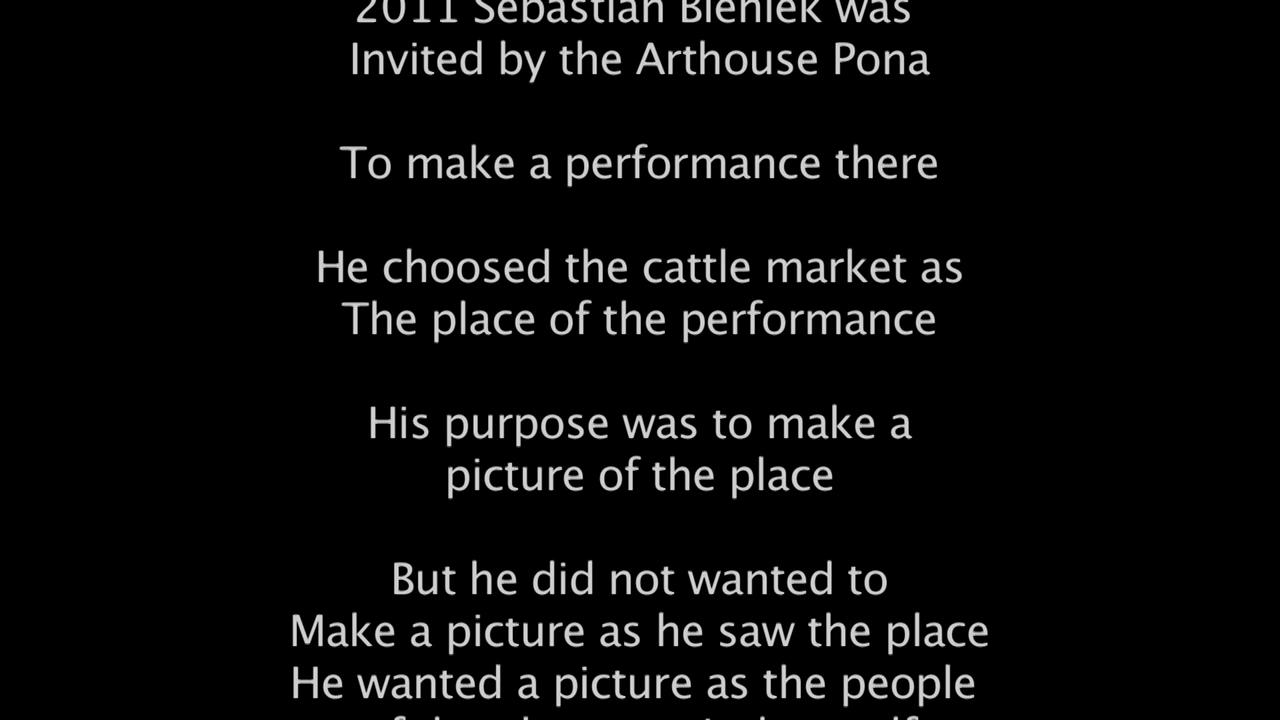 2011 Sebastian Bieniek was
Invited by the Arthouse Pona
To make a performance there
He choosed the cattle market as
The place of the performance
His purpose was to make a
picture of the place
But he did not wanted to
Make a picture as he saw the place
He wanted a picture as the people